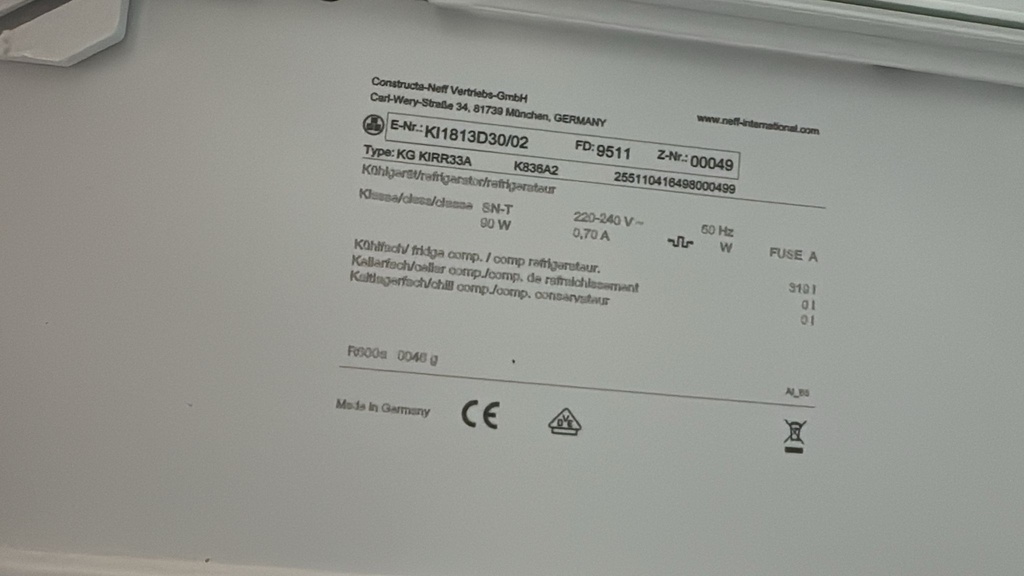 Constructa-Neff Vertriebs-GmbH
Carl-Wery-Straße 34, 81739 München, GERMANY
www.neff-international.com
E-Nr.: KI1813D30/02 FD: 9511 Z-Nr.: 00049
Type: KG KIRR33A K836A2 255110416498000499
Kühlgerät/refrigerator/refrigerateur
Klasse/class/classe SN-T 220-240 V~ 50 Hz FUSE A
90 W 0,70 A W
Kühlfach/ fridge comp. / comp refrigerateur. 319 l
Kellerfach/cellar comp./comp. de rafraichissement 0 l
Kaltlagerfach/chill comp./comp. conservateur 0 l
R600a 0046 g
Made in Germany CE DVE